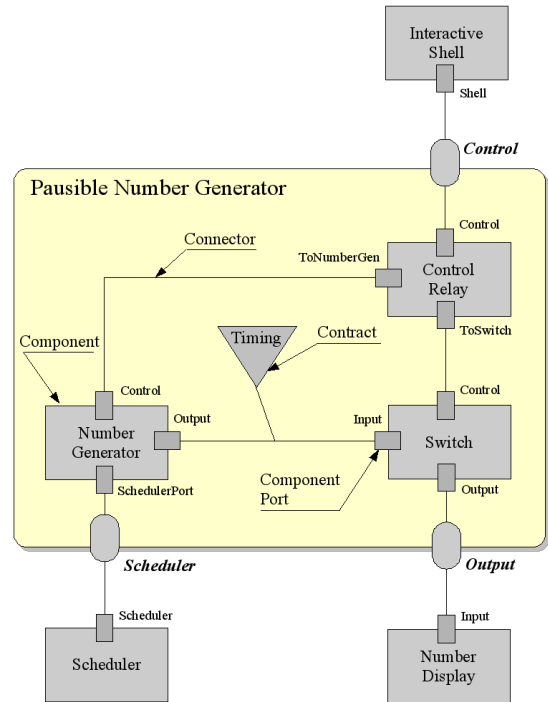 Interactive
Shell
Shell
Control
Pausible Number Generator
Control
Connector
ToNumberGen
Control
Relay
Timing
Contract
ToSwitch
Component
Control
Output
Input
Control
Number
Generator
Switch
Component
Port
SchedulerPort
Output
Scheduler
Output
Scheduler
Input
Scheduler
Number
Display